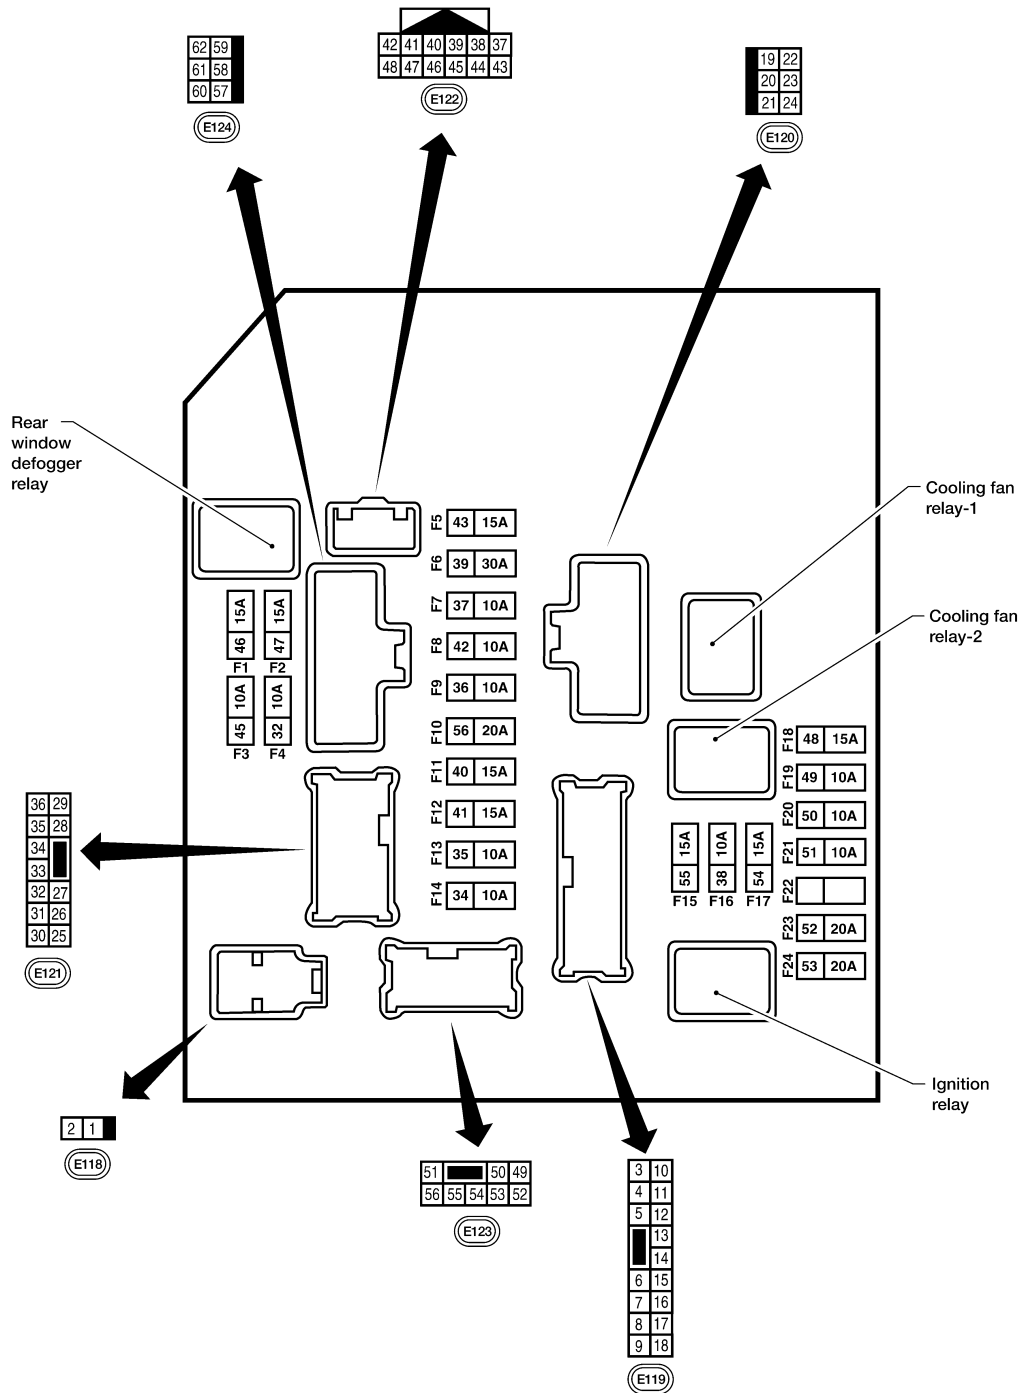 42 41 40 39 38 37
48 47 46 45 44 43
E122
62 59
61 58
60 57
E124
19 22
20 23
21 24
E120
Rear
window
defogger
relay
Cooling fan
relay-1
Cooling fan
relay-2
F5 43 15A
F6 39 30A
F7 37 10A
F8 42 10A
F9 36 10A
F10 56 20A
F11 40 15A
F12 41 15A
F13 35 10A
F14 34 10A
46 15A
F1
47 15A
F2
45 10A
F3
32 10A
F4
F18 48 15A
F19 49 10A
F20 50 10A
F21 51 10A
F22
F23 52 20A
F24 53 20A
55 15A
F15
38 10A
F16
54 15A
F17
36 29
35 28
34
33
32 27
31 26
30 25
E121
Ignition
relay
2 1
E118
51 50 49
56 55 54 53 52
E123
3 10
4 11
5 12
13
14
6 15
7 16
8 17
9 18
E119